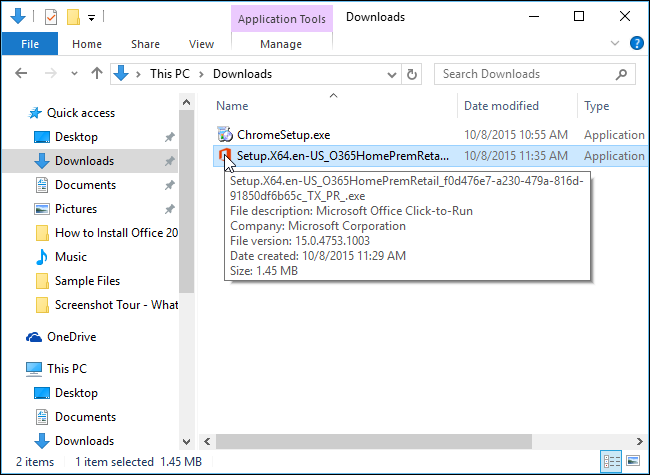 Application Tools
Downloads
File
Home
Share
View
Manage
This PC
Downloads
Search Downloads
Quick access
Desktop
Downloads
Documents
Pictures
How to Install Office 20
Music
Sample Files
Screenshot Tour - What
OneDrive
This PC
Desktop
Documents
Downloads
Name
Date modified
Type
ChromeSetup.exe
10/8/2015 10:55 AM
Application
Setup.X64.en-US_O365HomePremReta...
10/8/2015 11:35 AM
Application
Setup.X64.en-US_O365HomePremRetail_f0d476e7-a230-479a-816d-
91850df6b65c_TX_PR_.exe
File description: Microsoft Office Click-to-Run
Company: Microsoft Corporation
File version: 15.0.4753.1003
Date created: 10/8/2015 11:29 AM
Size: 1.45 MB
2 items
1 item selected 1.45 MB